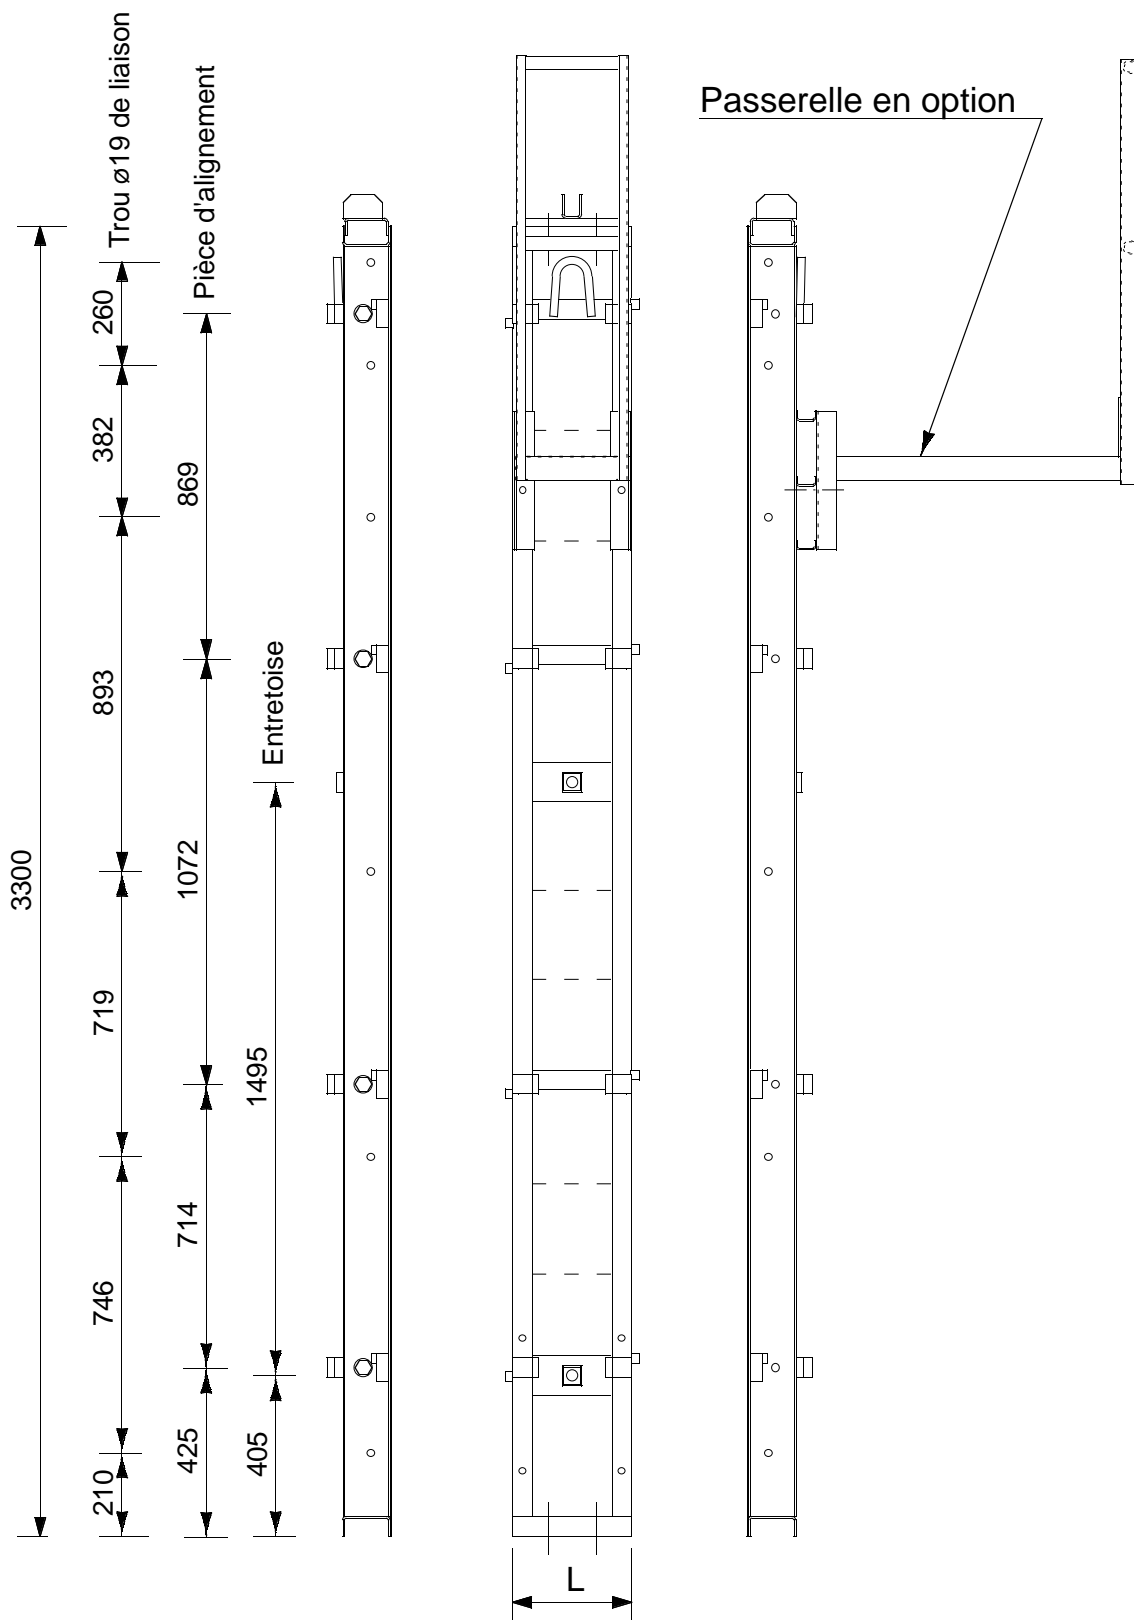 Trou ø19 de liaison
Pièce d'alignement
Passerelle en option
Entretoise
3300
260
382
893
719
746
210
869
1072
714
425
1495
405
L